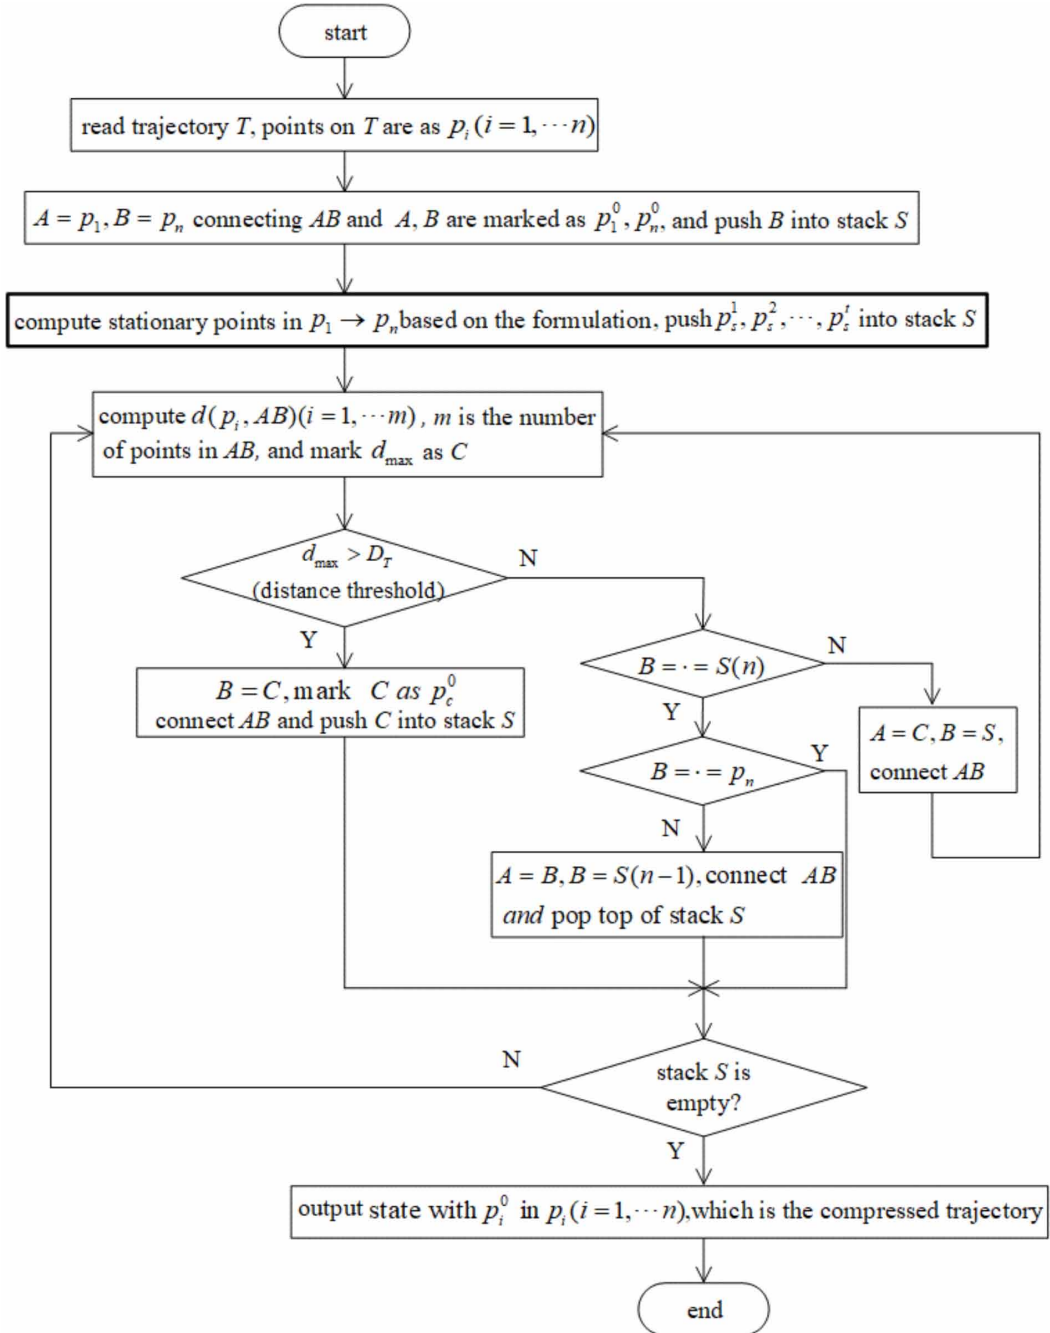 start
read trajectory T, points on T are as p_i (i = 1, ⋯ n)
A = p_1, B = p_n connecting AB and A, B are marked as p_1^0, p_n^0, and push B into stack S
compute stationary points in p_1 → p_n based on the formulation, push p_s^1, p_s^2, ⋯, p_s^t into stack S
compute d(p_i, AB)(i = 1, ⋯ m), m is the number
of points in AB, and mark d_max as C
d_max > D_T
(distance threshold)
N
Y
B = C, mark C as p_c^0
connect AB and push C into stack S
B = · = S(n)
N
Y
A = C, B = S,
connect AB
B = · = p_n
Y
N
A = B, B = S(n−1), connect AB
and pop top of stack S
N
stack S is
empty?
Y
output state with p_i^0 in p_i (i = 1, ⋯ n), which is the compressed trajectory
end